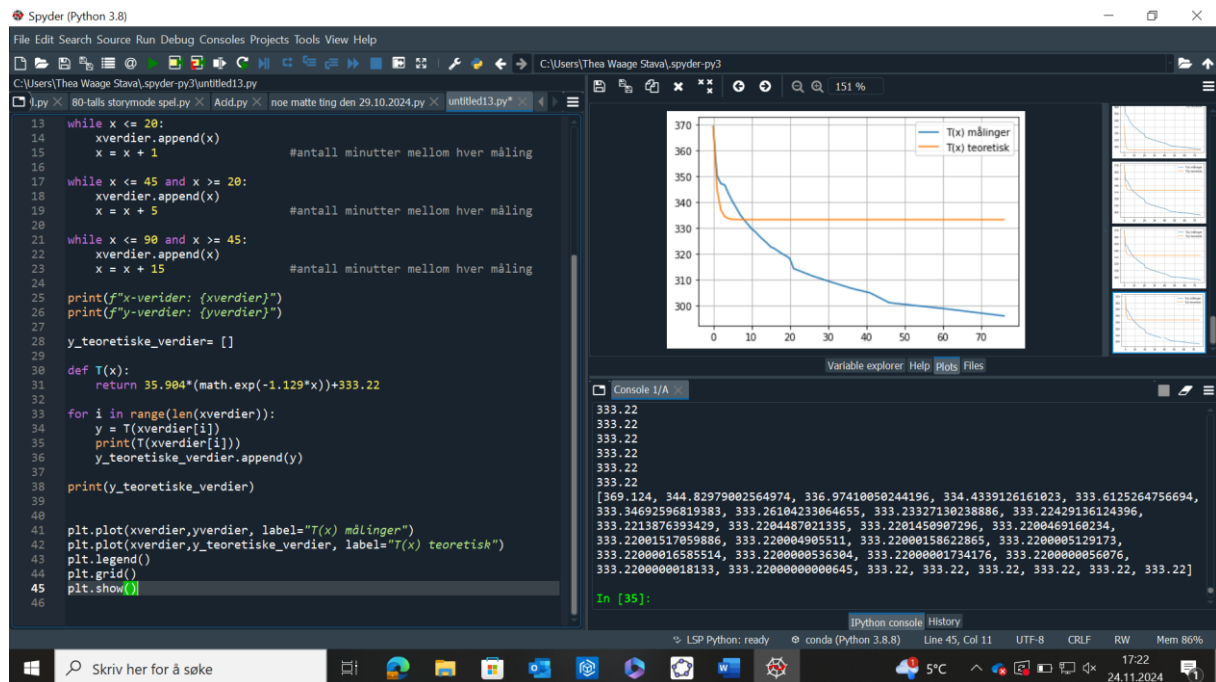 Spyder (Python 3.8)
File Edit Search Source Run Debug Consoles Projects Tools View Help
C:\Users\Thea Waage Stava\.spyder-py3
C:\Users\Thea Waage Stava\.spyder-py3\untitled13.py
l.py 80-talls storymode spel.py Acid.py noe matte ting den 29.10.2024.py untitled13.py*
13 while x <= 20:
14 xverdier.append(x)
15 x = x + 1 #antall minutter mellom hver måling
16
17 while x <= 45 and x >= 20:
18 xverdier.append(x)
19 x = x + 5 #antall minutter mellom hver måling
20
21 while x <= 90 and x >= 45:
22 xverdier.append(x)
23 x = x + 15 #antall minutter mellom hver måling
24
25 print(f"x-verider: {xverdier}")
26 print(f"y-verdier: {yverdier}")
27
28 y_teoretiske_verdier= []
29
30 def T(x):
31 return 35.904*(math.exp(-1.129*x))+333.22
32
33 for i in range(len(xverdier)):
34 y = T(xverdier[i])
35 print(T(xverdier[i]))
36 y_teoretiske_verdier.append(y)
37
38 print(y_teoretiske_verdier)
39
40
41 plt.plot(xverdier,yverdier, label="T(x) målinger")
42 plt.plot(xverdier,y_teoretiske_verdier, label="T(x) teoretisk")
43 plt.legend()
44 plt.grid()
45 plt.show()
46
151 %
T(x) målinger
T(x) teoretisk
370
360
350
340
330
320
310
300
0 10 20 30 40 50 60 70
Variable explorer Help Plots Files
Console 1/A
333.22
333.22
333.22
333.22
333.22
333.22
[369.124, 344.82979002564974, 336.97410050244196, 334.4339126161023, 333.6125264756694,
333.34692596819383, 333.26104233064655, 333.23327130238886, 333.22429136124396,
333.2213876393429, 333.2204487021335, 333.2201450907296, 333.2200469160234,
333.22001517059886, 333.220004905511, 333.22000158622865, 333.2200005129173,
333.22000016585514, 333.2200000536304, 333.22000001734176, 333.2200000056076,
333.2200000018133, 333.22000000000645, 333.22, 333.22, 333.22, 333.22, 333.22, 333.22]
In [35]:
IPython console History
LSP Python: ready conda (Python 3.8.8) Line 45, Col 11 UTF-8 CRLF RW Mem 86%
Skriv her for å søke
5°C
17:22
24.11.2024